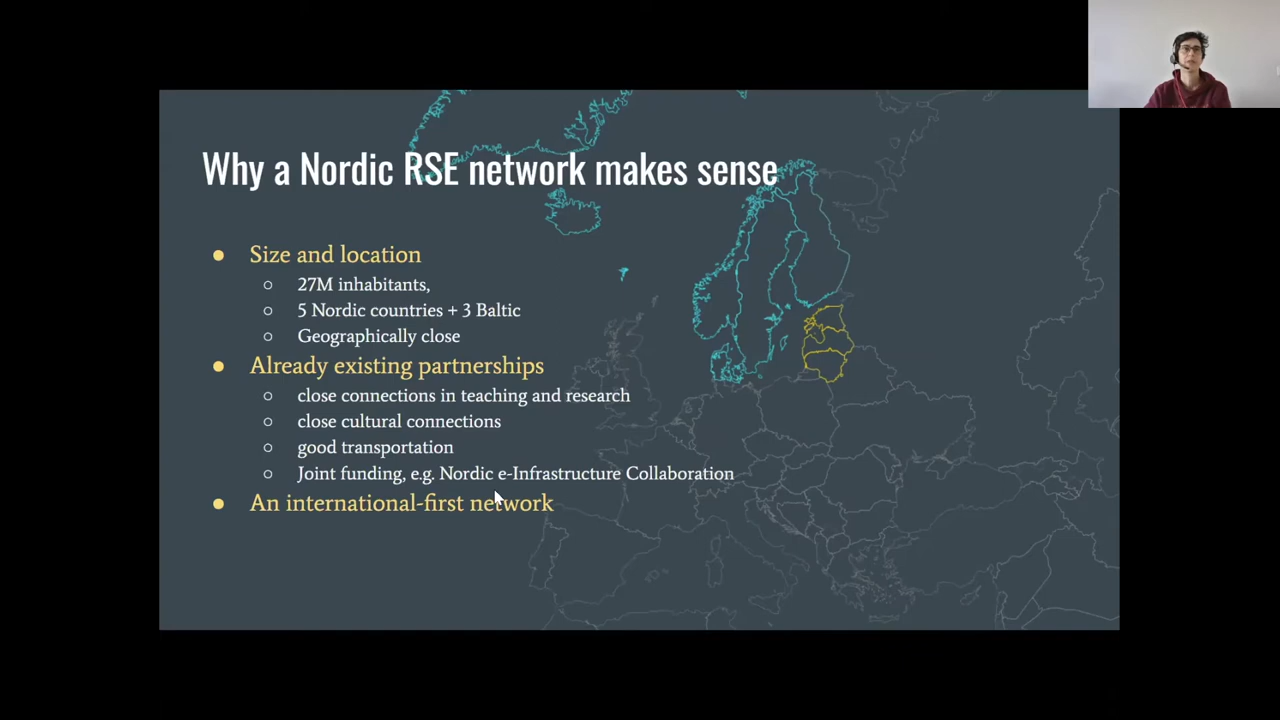 Why a Nordic RSE network makes sense
● Size and location
○ 27M inhabitants,
○ 5 Nordic countries + 3 Baltic
○ Geographically close
● Already existing partnerships
○ close connections in teaching and research
○ close cultural connections
○ good transportation
○ Joint funding, e.g. Nordic e-Infrastructure Collaboration
● An international-first network